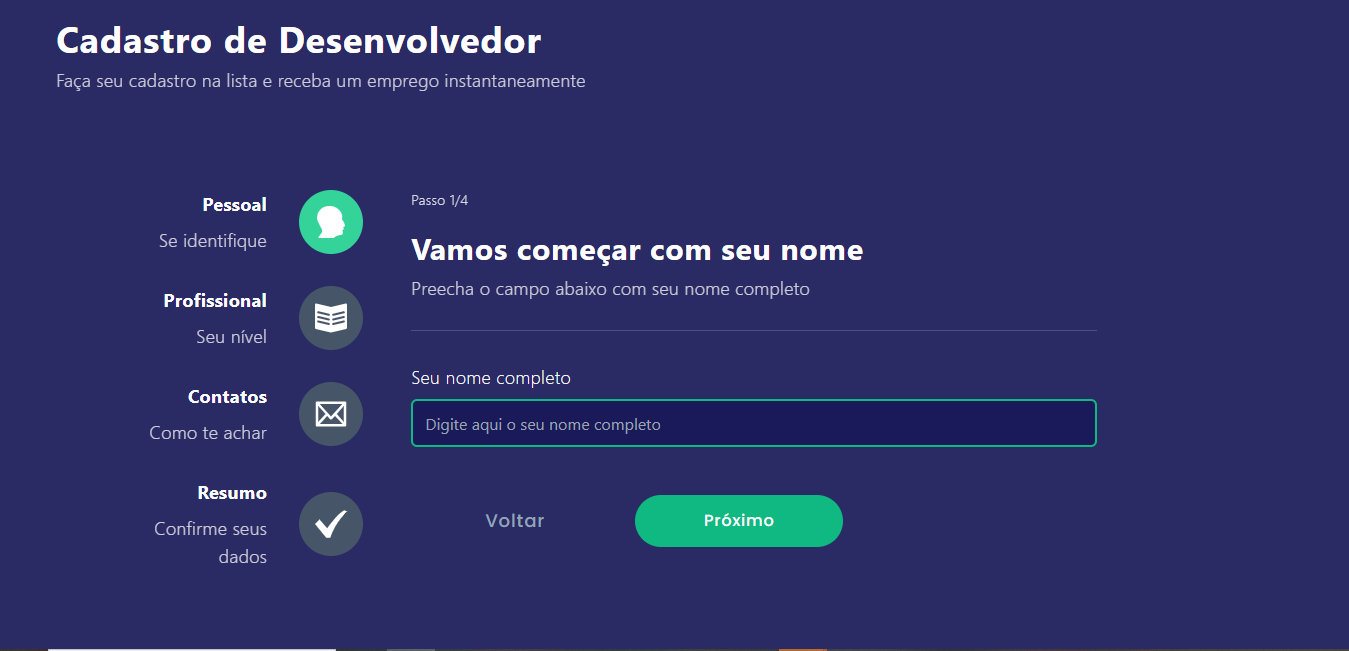 Cadastro de Desenvolvedor
Faça seu cadastro na lista e receba um emprego instantaneamente
Pessoal
Se identifique
Profissional
Seu nível
Contatos
Como te achar
Resumo
Confirme seus
dados
Passo 1/4
Vamos começar com seu nome
Preecha o campo abaixo com seu nome completo
Seu nome completo
Digite aqui o seu nome completo
Voltar
Próximo